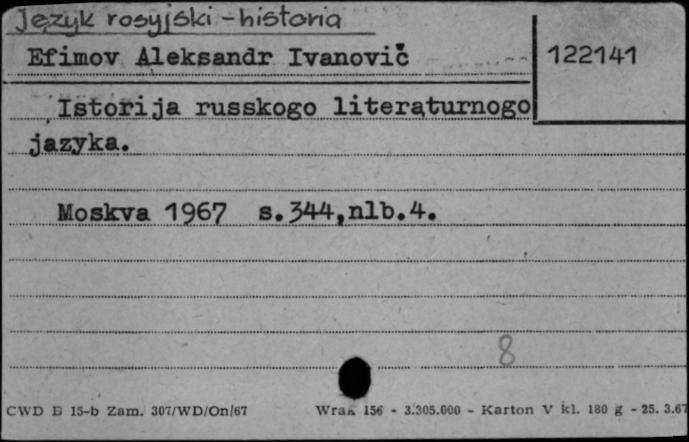 Język rosyjski - historia
Efimov Aleksandr Ivanovič
122141
Istorija russkogo literaturnogo
jazyka.
Moskva 1967 s.344,nlb.4.
8
CWD B 15-b Zam. 307/WD/On/67 Wrak 156 - 3.305.000 - Karton V kl. 180 g - 25. 3.67